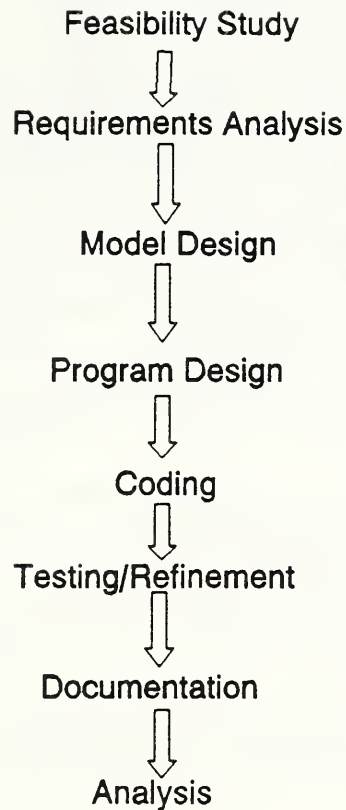 Feasibility Study
Requirements Analysis
Model Design
Program Design
Coding
Testing/Refinement
Documentation
Analysis